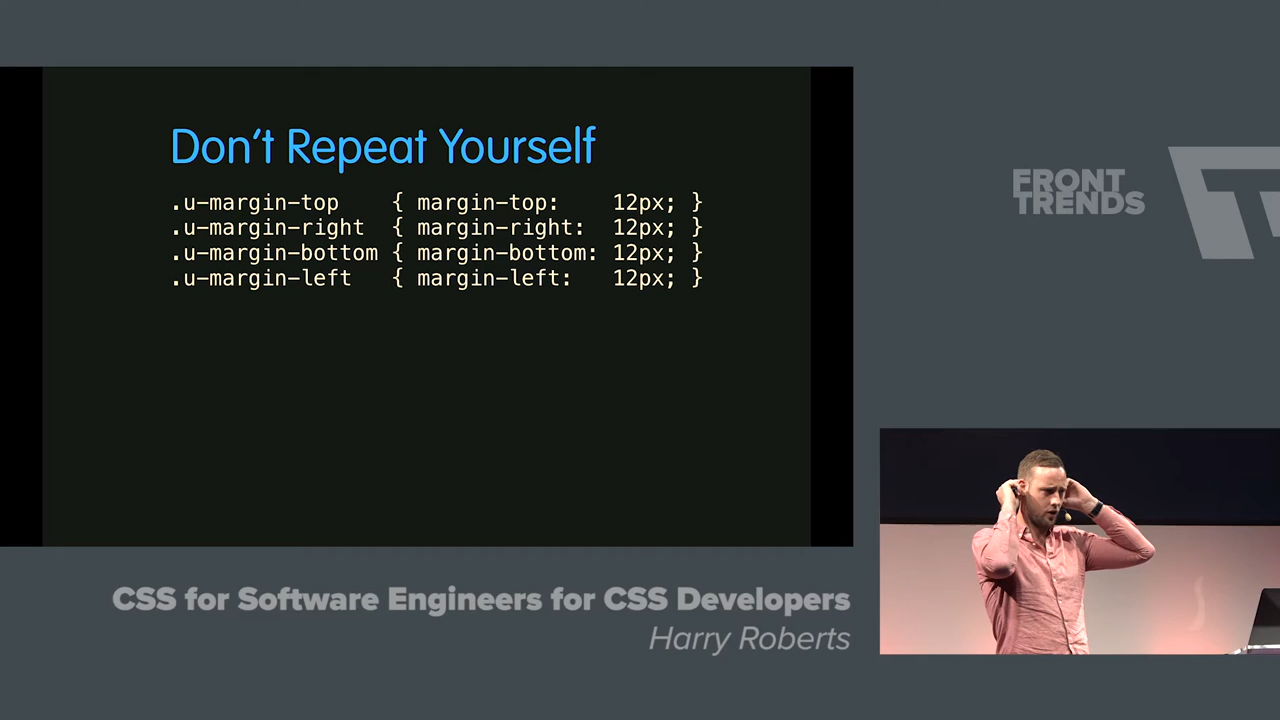 Don't Repeat Yourself
.u-margin-top    { margin-top:    12px; }
.u-margin-right  { margin-right:  12px; }
.u-margin-bottom { margin-bottom: 12px; }
.u-margin-left   { margin-left:   12px; }
FRONT
TRENDS
CSS for Software Engineers for CSS Developers
Harry Roberts